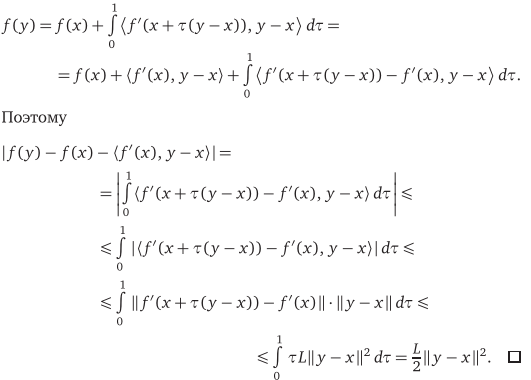 f(y) = f(x) + ∫₀¹ ⟨f′(x + τ(y − x)), y − x⟩ dτ =
= f(x) + ⟨f′(x), y − x⟩ + ∫₀¹ ⟨f′(x + τ(y − x)) − f′(x), y − x⟩ dτ.
Поэтому
|f(y) − f(x) − ⟨f′(x), y − x⟩| =
= |∫₀¹ ⟨f′(x + τ(y − x)) − f′(x), y − x⟩ dτ| ⩽
⩽ ∫₀¹ |⟨f′(x + τ(y − x)) − f′(x), y − x⟩| dτ ⩽
⩽ ∫₀¹ ‖f′(x + τ(y − x)) − f′(x)‖ · ‖y − x‖ dτ ⩽
⩽ ∫₀¹ τL‖y − x‖² dτ = L/2 ‖y − x‖². □